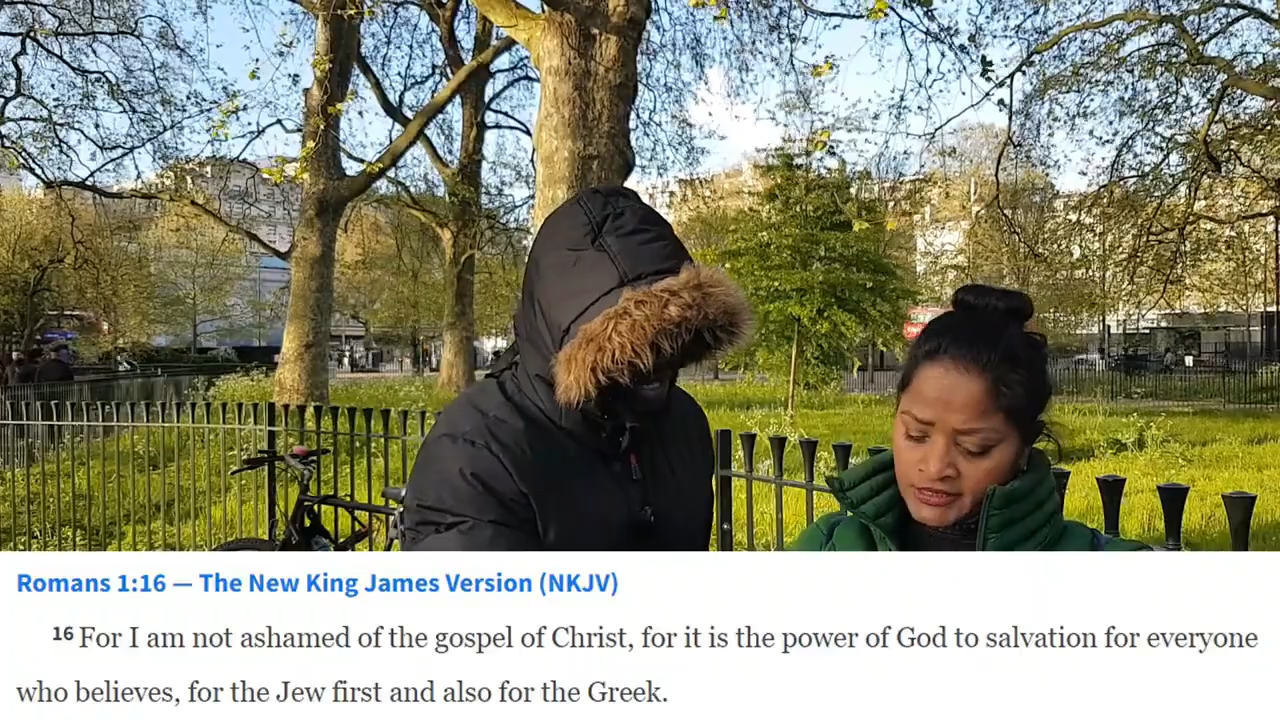 Romans 1:16 — The New King James Version (NKJV)
16 For I am not ashamed of the gospel of Christ, for it is the power of God to salvation for everyone
who believes, for the Jew first and also for the Greek.